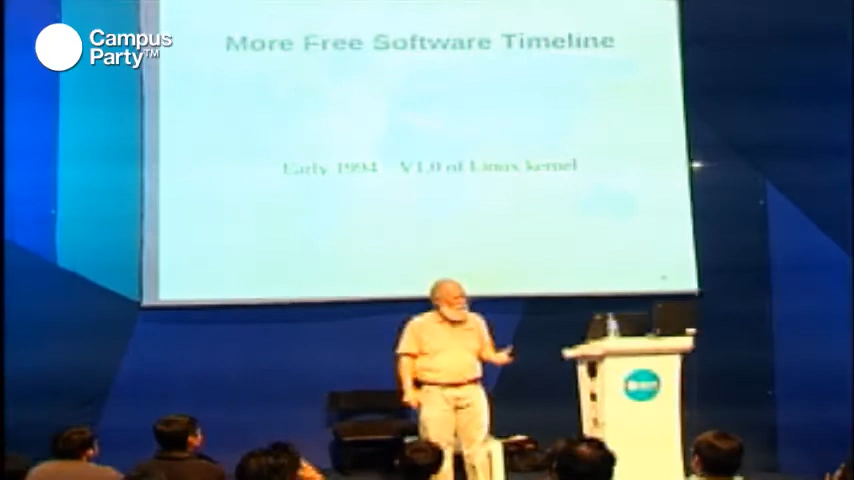 Campus
Party™
More Free Software Timeline
Early 1994 V1.0 of Linux kernel